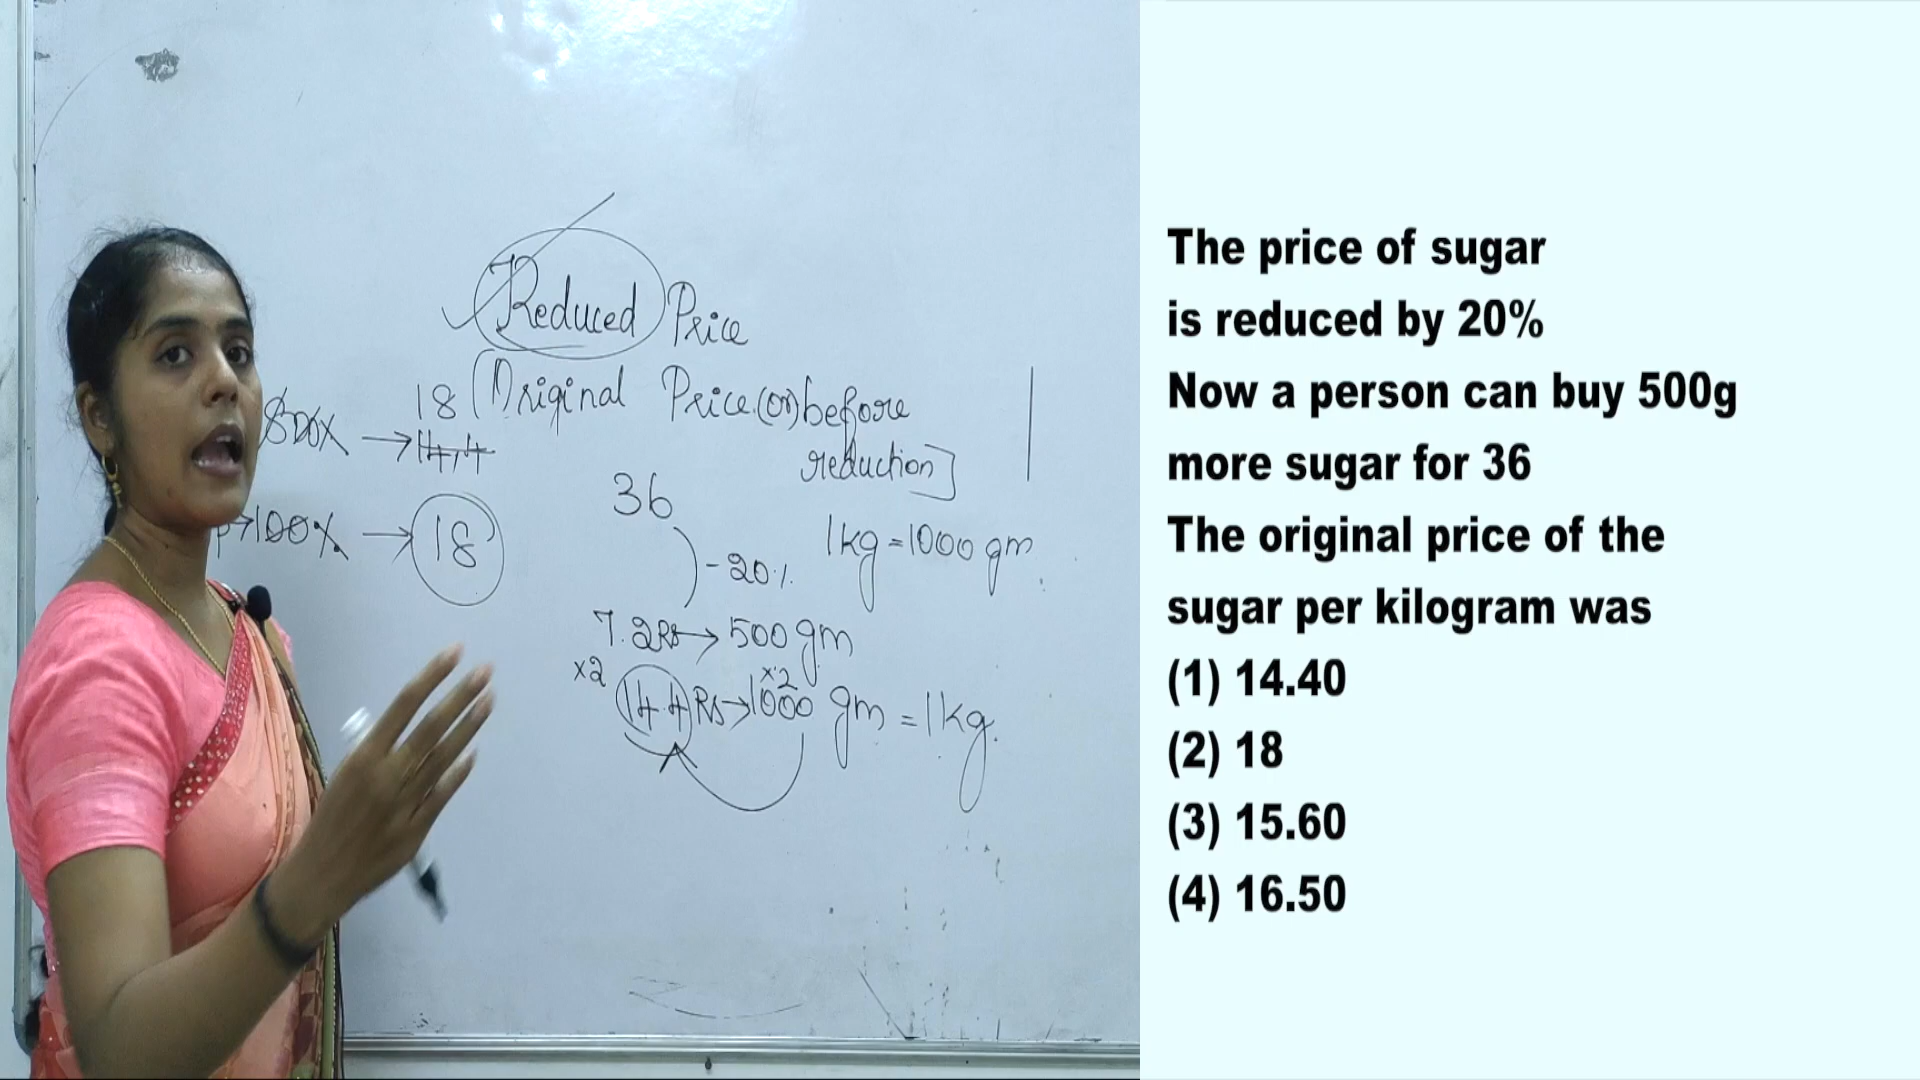 Reduced Price
[Original Price (or) before
reduction]
80% → 18
14.4
100% → 18
36
-20%
1kg = 1000 gm
7.2Rs → 500 gm
x2 x2
14.4 Rs → 1000 gm = 1kg
The price of sugar
is reduced by 20%
Now a person can buy 500g
more sugar for 36
The original price of the
sugar per kilogram was
(1) 14.40
(2) 18
(3) 15.60
(4) 16.50